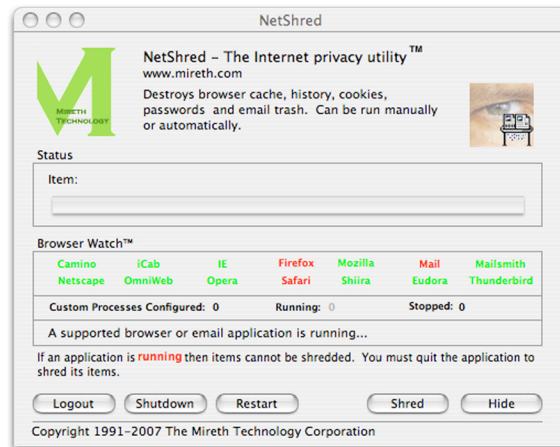 NetShred
NetShred – The Internet privacy utility™
www.mireth.com
Destroys browser cache, history, cookies,
passwords and email trash. Can be run manually
or automatically.
MIRETH
TECHNOLOGY
Status
Item:
Browser Watch™
Camino iCab IE Firefox Mozilla Mail Mailsmith
Netscape OmniWeb Opera Safari Shiira Eudora Thunderbird
Custom Processes Configured: 0 Running: 0 Stopped: 0
A supported browser or email application is running...
If an application is running then items cannot be shredded. You must quit the application to
shred its items.
Logout Shutdown Restart Shred Hide
Copyright 1991-2007 The Mireth Technology Corporation